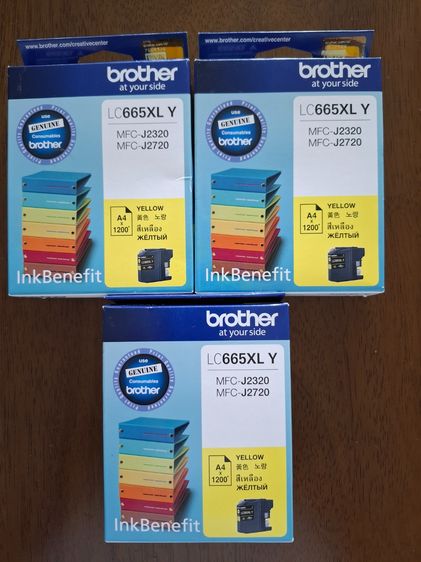 www.brother.com/creativecenter
brother
at your side
LC665XL Y
MFC-J2320
MFC-J2720
USE
GENUINE
Consumables
brother
A4
x
1200*
YELLOW
黃色 노랑
สีเหลือง
ЖЁЛТЫЙ
InkBenefit
www.brother.com/creativecenter
brother
at your side
LC665XL Y
MFC-J2320
MFC-J2720
USE
GENUINE
Consumables
brother
A4
x
1200*
YELLOW
黃色 노랑
สีเหลือง
ЖЁЛТЫЙ
InkBenefit
brother
at your side
LC665XL Y
MFC-J2320
MFC-J2720
USE
GENUINE
Consumables
brother
A4
x
1200*
YELLOW
黃色 노랑
สีเหลือง
ЖЁЛТЫЙ
InkBenefit